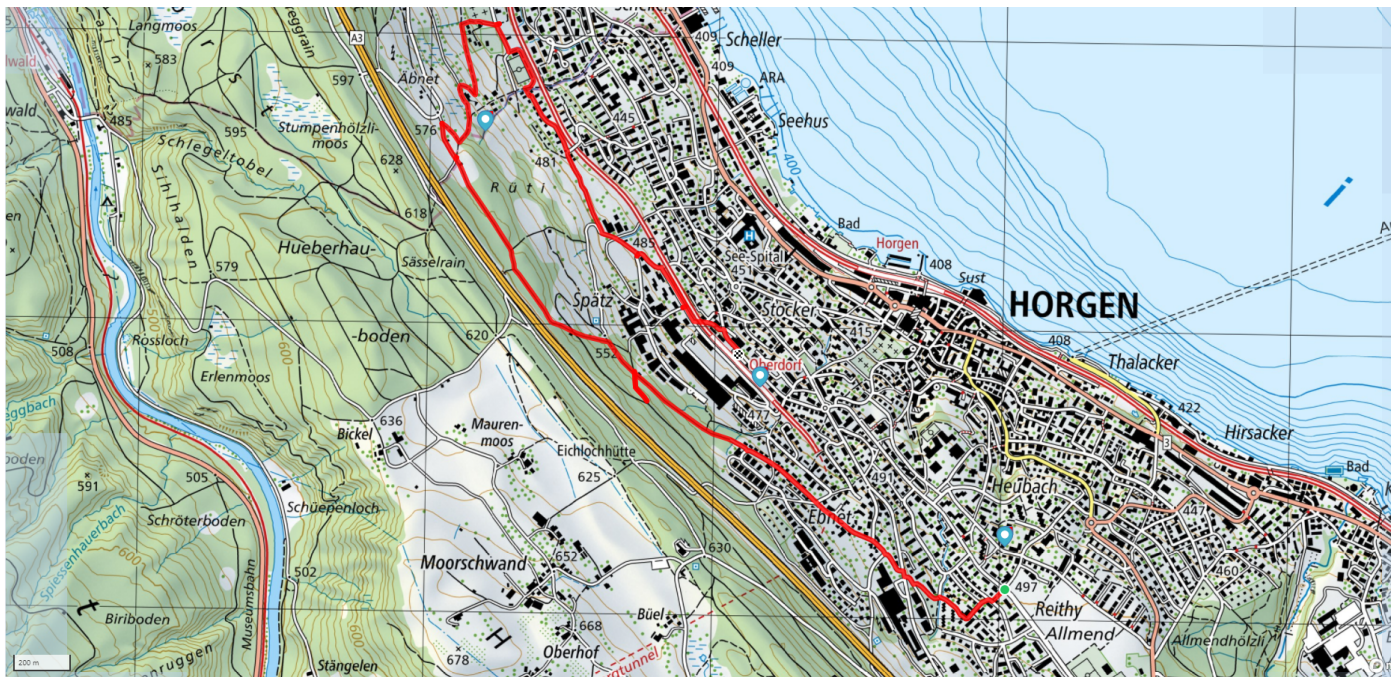 Langmoos
583
595
597
A3
Äbnet
576
Stumpenhölzli-
moos
628
485
Schlegeltobel
Sihlhalden
618
Hueberhau-
-boden
Sässelrain
579
Rossloch
508
Erlenmoos
620
Rüti
481
445
409
Scheller
409
ARA
Seehus
400
485
See-Spital
451
H
Bad
Horgen
408
Sust
HORGEN
Spätz
552
Stocker
415
Oberdorf
477
408
Thalacker
422
Hirsacker
3
Bad
636
Bickel
Mauren-
moos
Eichlochhütte
625
591
505
Schröterboden
Schüepenloch
Spiessenhauerbach
502
Museumsbahn
Biriboden
Stängelen
Moorschwand
652
630
668
Büel
Oberhof
678
H
491
Ebnet
Heubach
447
460
497
Reithy
Allmend
Allmendhölzli
200 m